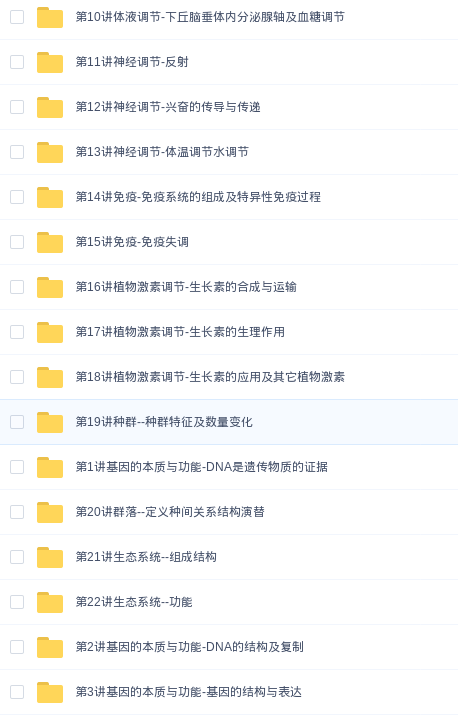 第10讲体液调节-下丘脑垂体内分泌腺轴及血糖调节
第11讲神经调节-反射
第12讲神经调节-兴奋的传导与传递
第13讲神经调节-体温调节水调节
第14讲免疫-免疫系统的组成及特异性免疫过程
第15讲免疫-免疫失调
第16讲植物激素调节-生长素的合成与运输
第17讲植物激素调节-生长素的生理作用
第18讲植物激素调节-生长素的应用及其它植物激素
第19讲种群--种群特征及数量变化
第1讲基因的本质与功能-DNA是遗传物质的证据
第20讲群落--定义种间关系结构演替
第21讲生态系统--组成结构
第22讲生态系统--功能
第2讲基因的本质与功能-DNA的结构及复制
第3讲基因的本质与功能-基因的结构与表达